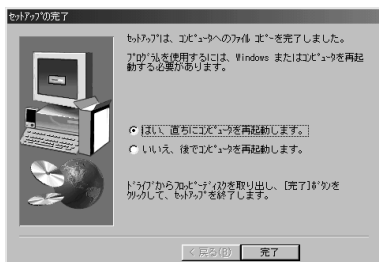 ｾｯﾄｱｯﾌﾟの完了
ｾｯﾄｱｯﾌﾟは、ｺﾝﾋﾟｭｰﾀへのﾌｧｲﾙ ｺﾋﾟｰを完了しました。
ﾌﾟﾛｸﾞﾗﾑを使用するには、Windows またはｺﾝﾋﾟｭｰﾀを再起
動する必要があります。
はい、直ちにｺﾝﾋﾟｭｰﾀを再起動します。
いいえ、後でｺﾝﾋﾟｭｰﾀを再起動します。
ﾄﾞﾗｲﾌﾞからﾌﾛｯﾋﾟｰﾃﾞｨｽｸを取り出し、[完了]ﾎﾞﾀﾝを
ｸﾘｯｸして、ｾｯﾄｱｯﾌﾟを終了します。
< 戻る(B)
完了